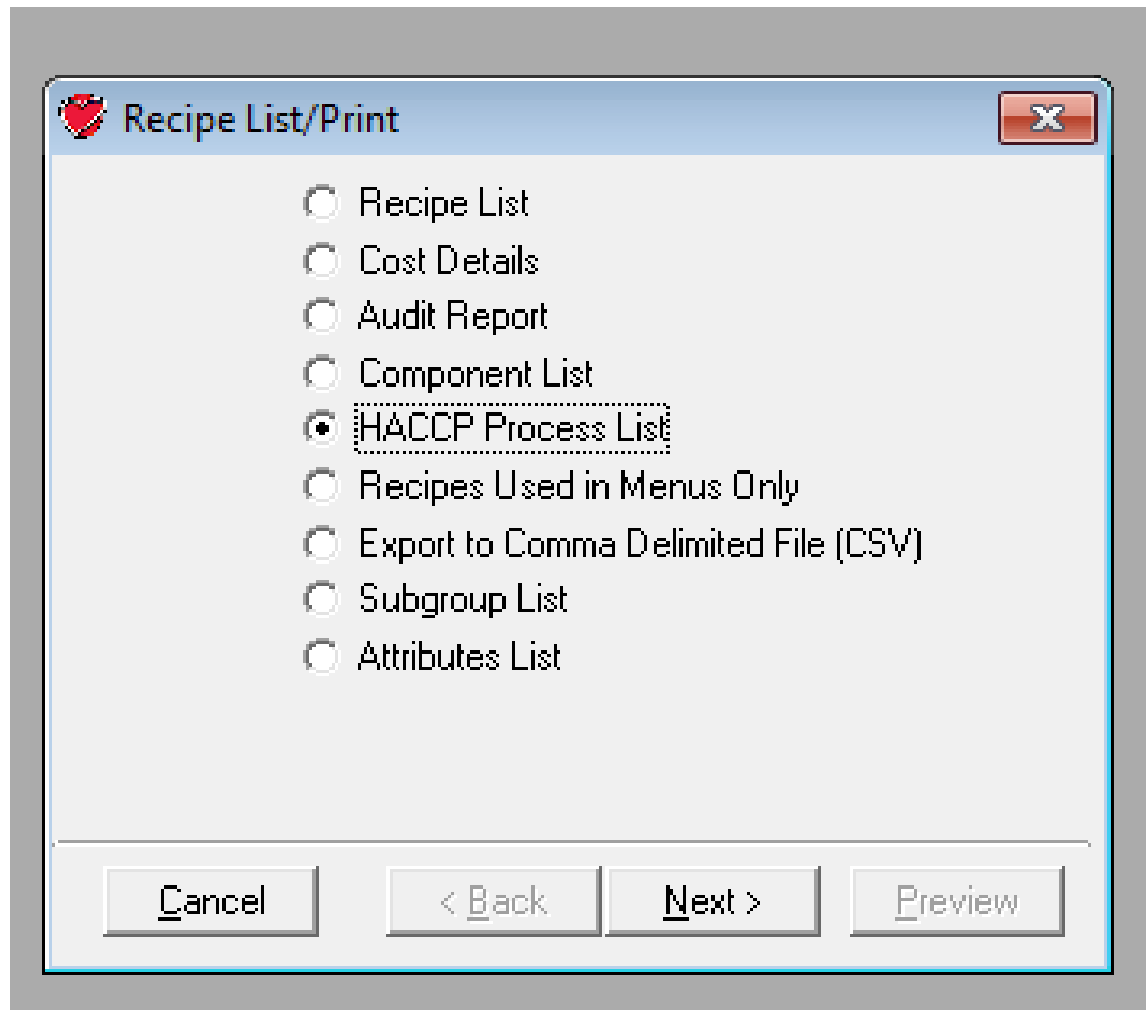 Recipe List/Print
Recipe List
Cost Details
Audit Report
Component List
HACCP Process List
Recipes Used in Menus Only
Export to Comma Delimited File (CSV)
Subgroup List
Attributes List
Cancel < Back Next > Preview